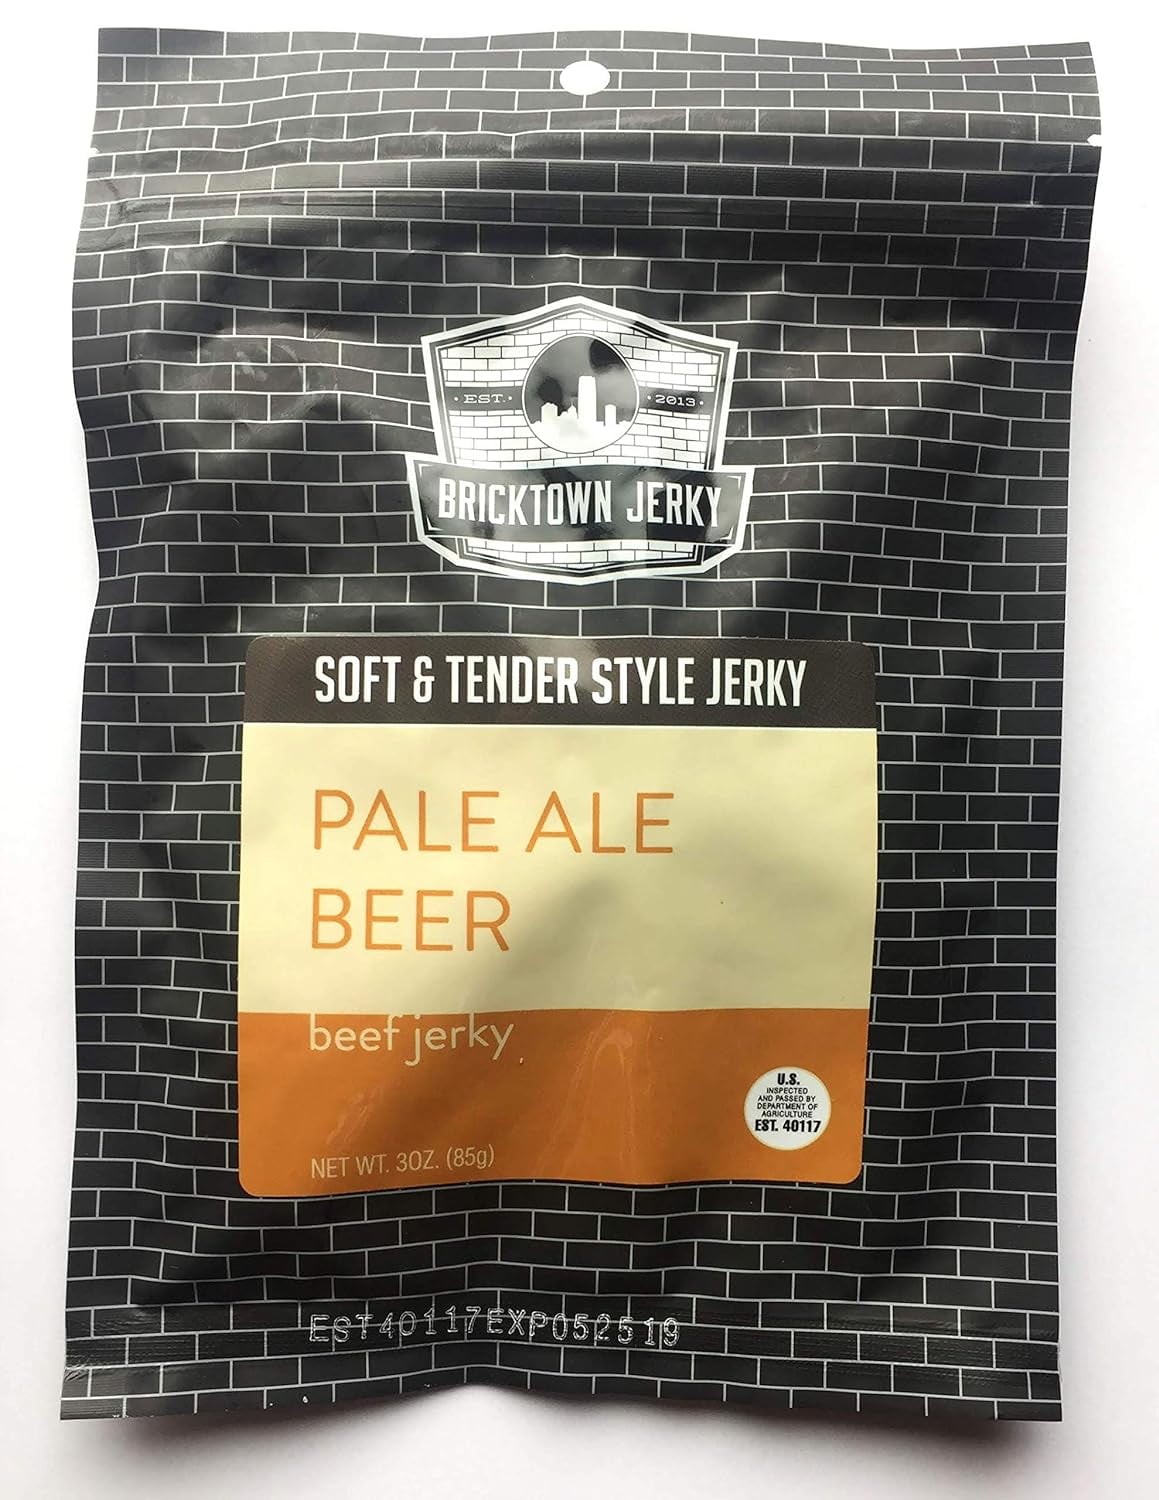 · EST. ·
· 2013 ·
BRICKTOWN JERKY
SOFT & TENDER STYLE JERKY
PALE ALE
BEER
beef jerky
U.S.
INSPECTED
AND PASSED BY
DEPARTMENT OF
AGRICULTURE
EST. 40117
NET WT. 3OZ. (85g)
EST40117EXP052519